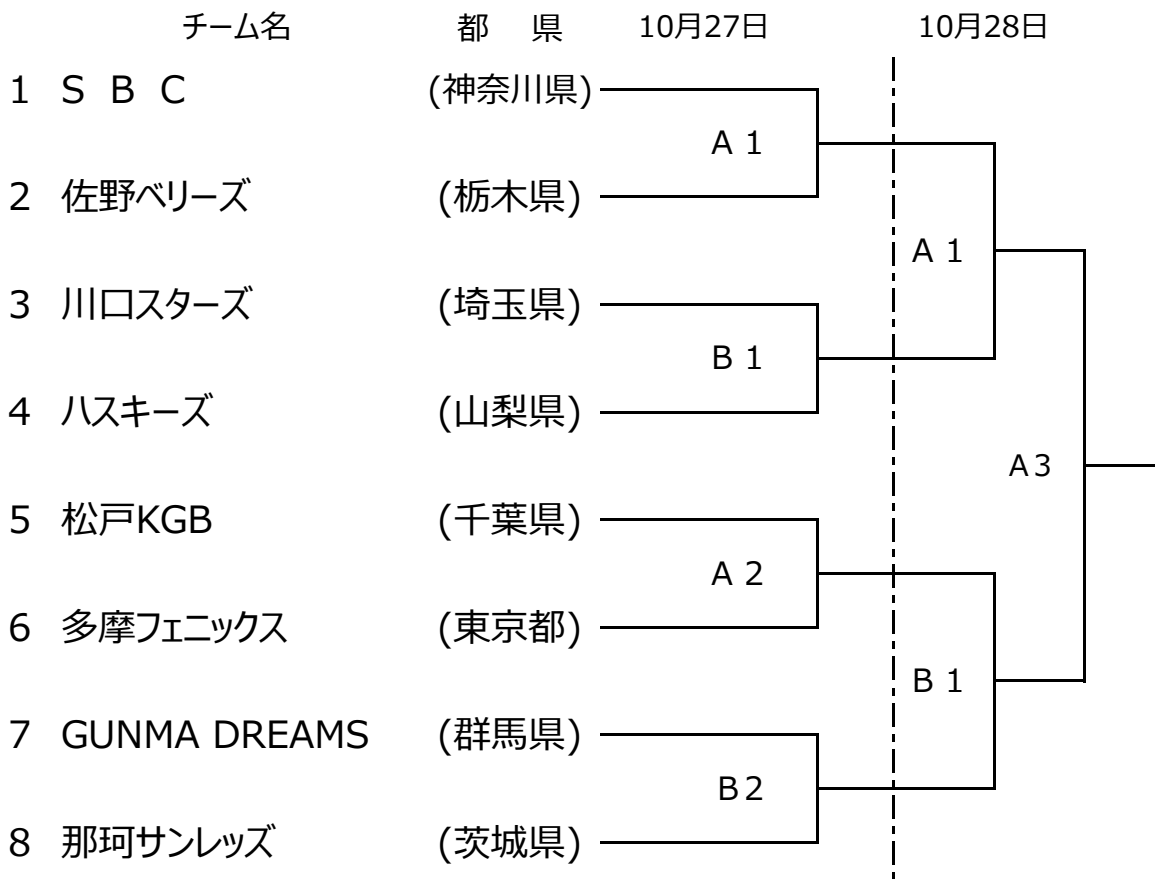 チーム名 都 県 10月27日 10月28日
1 S B C (神奈川県)
A 1
2 佐野ベリーズ (栃木県)
A 1
3 川口スターズ (埼玉県)
B 1
4 ハスキーズ (山梨県)
A3
5 松戸KGB (千葉県)
A 2
6 多摩フェニックス (東京都)
B 1
7 GUNMA DREAMS (群馬県)
B2
8 那珂サンレッズ (茨城県)